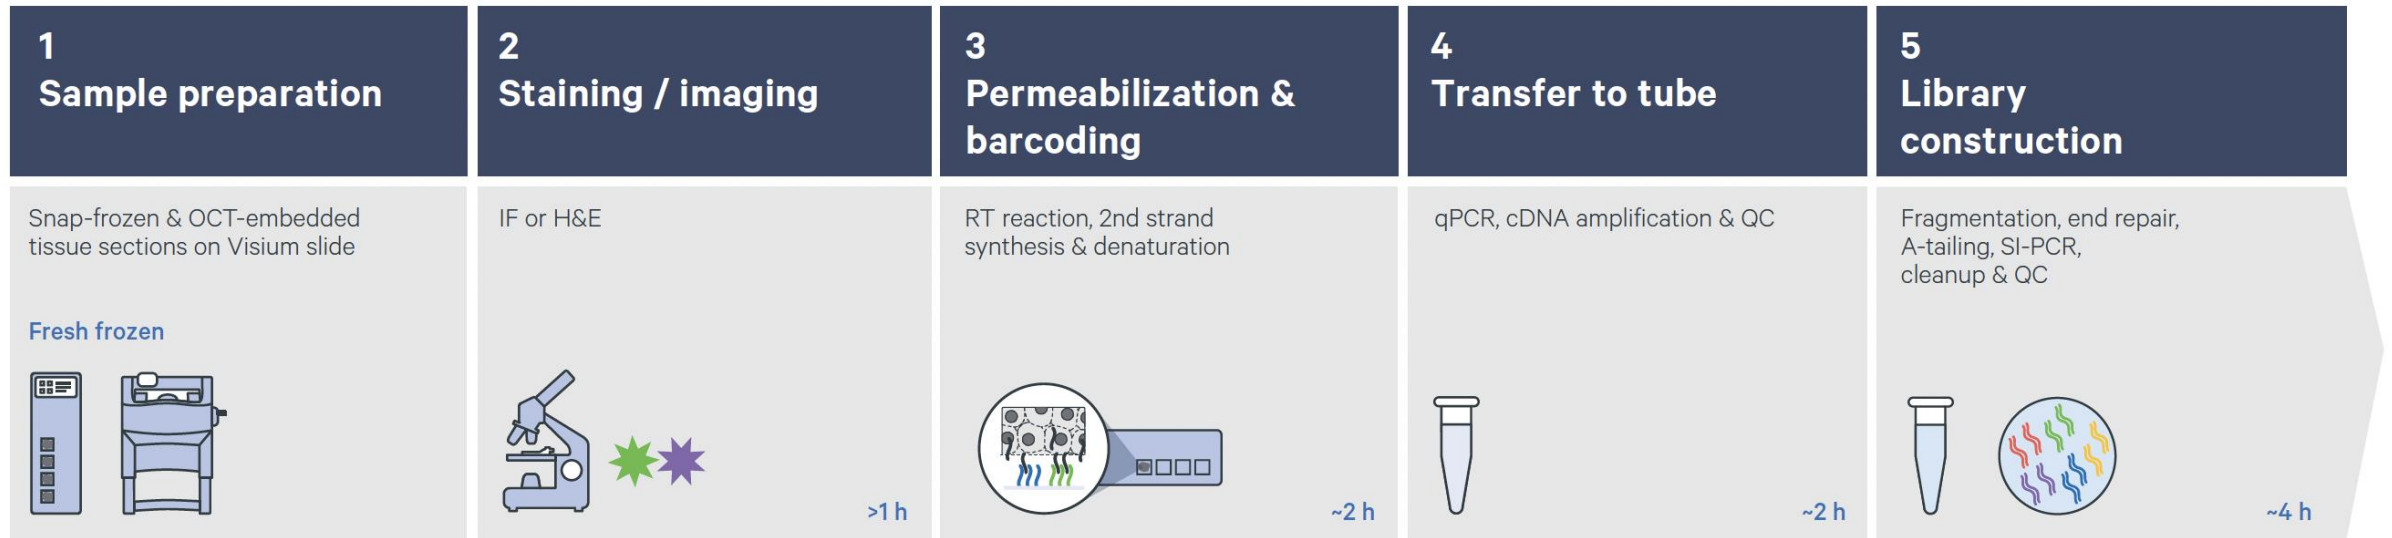 1
Sample preparation
Snap-frozen & OCT-embedded
tissue sections on Visium slide
Fresh frozen
2
Staining / imaging
IF or H&E
>1 h
3
Permeabilization &
barcoding
RT reaction, 2nd strand
synthesis & denaturation
~2 h
4
Transfer to tube
qPCR, cDNA amplification & QC
~2 h
5
Library
construction
Fragmentation, end repair,
A-tailing, SI-PCR,
cleanup & QC
~4 h